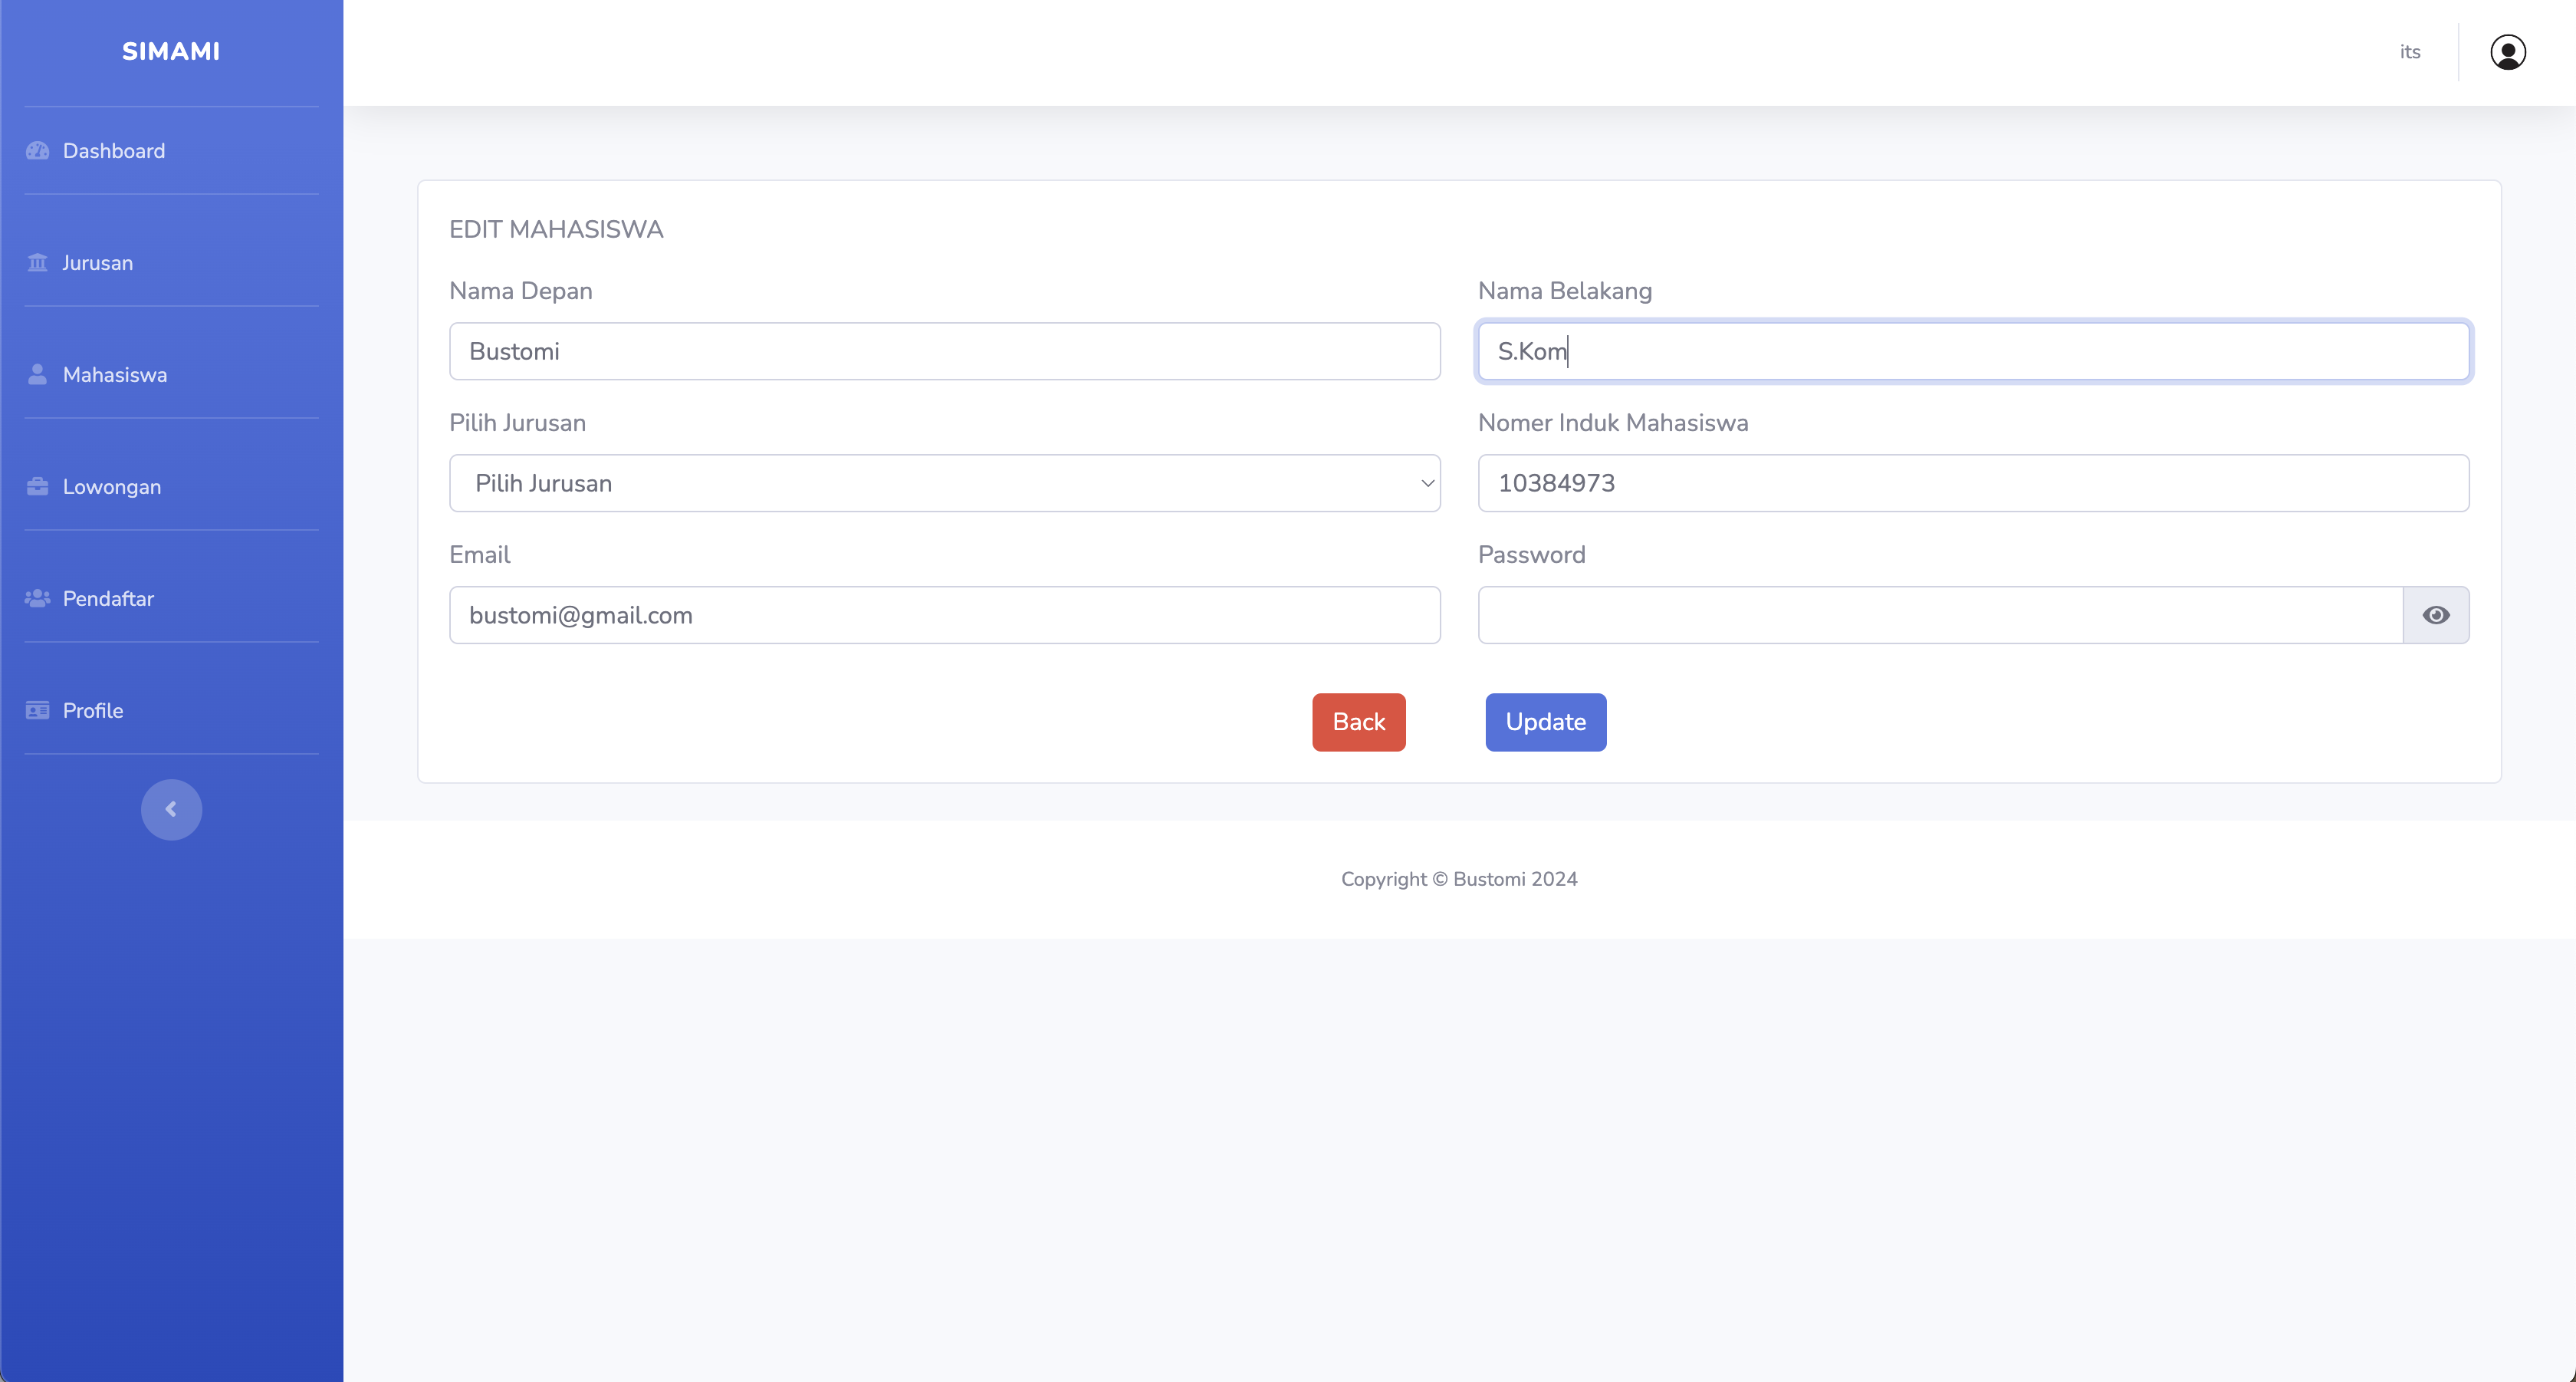 SIMAMI
its
Dashboard
Jurusan
Mahasiswa
Lowongan
Pendaftar
Profile
EDIT MAHASISWA
Nama Depan
Nama Belakang
Bustomi
S.Kom
Pilih Jurusan
Nomer Induk Mahasiswa
Pilih Jurusan
10384973
Email
Password
bustomi@gmail.com
Back
Update
Copyright © Bustomi 2024